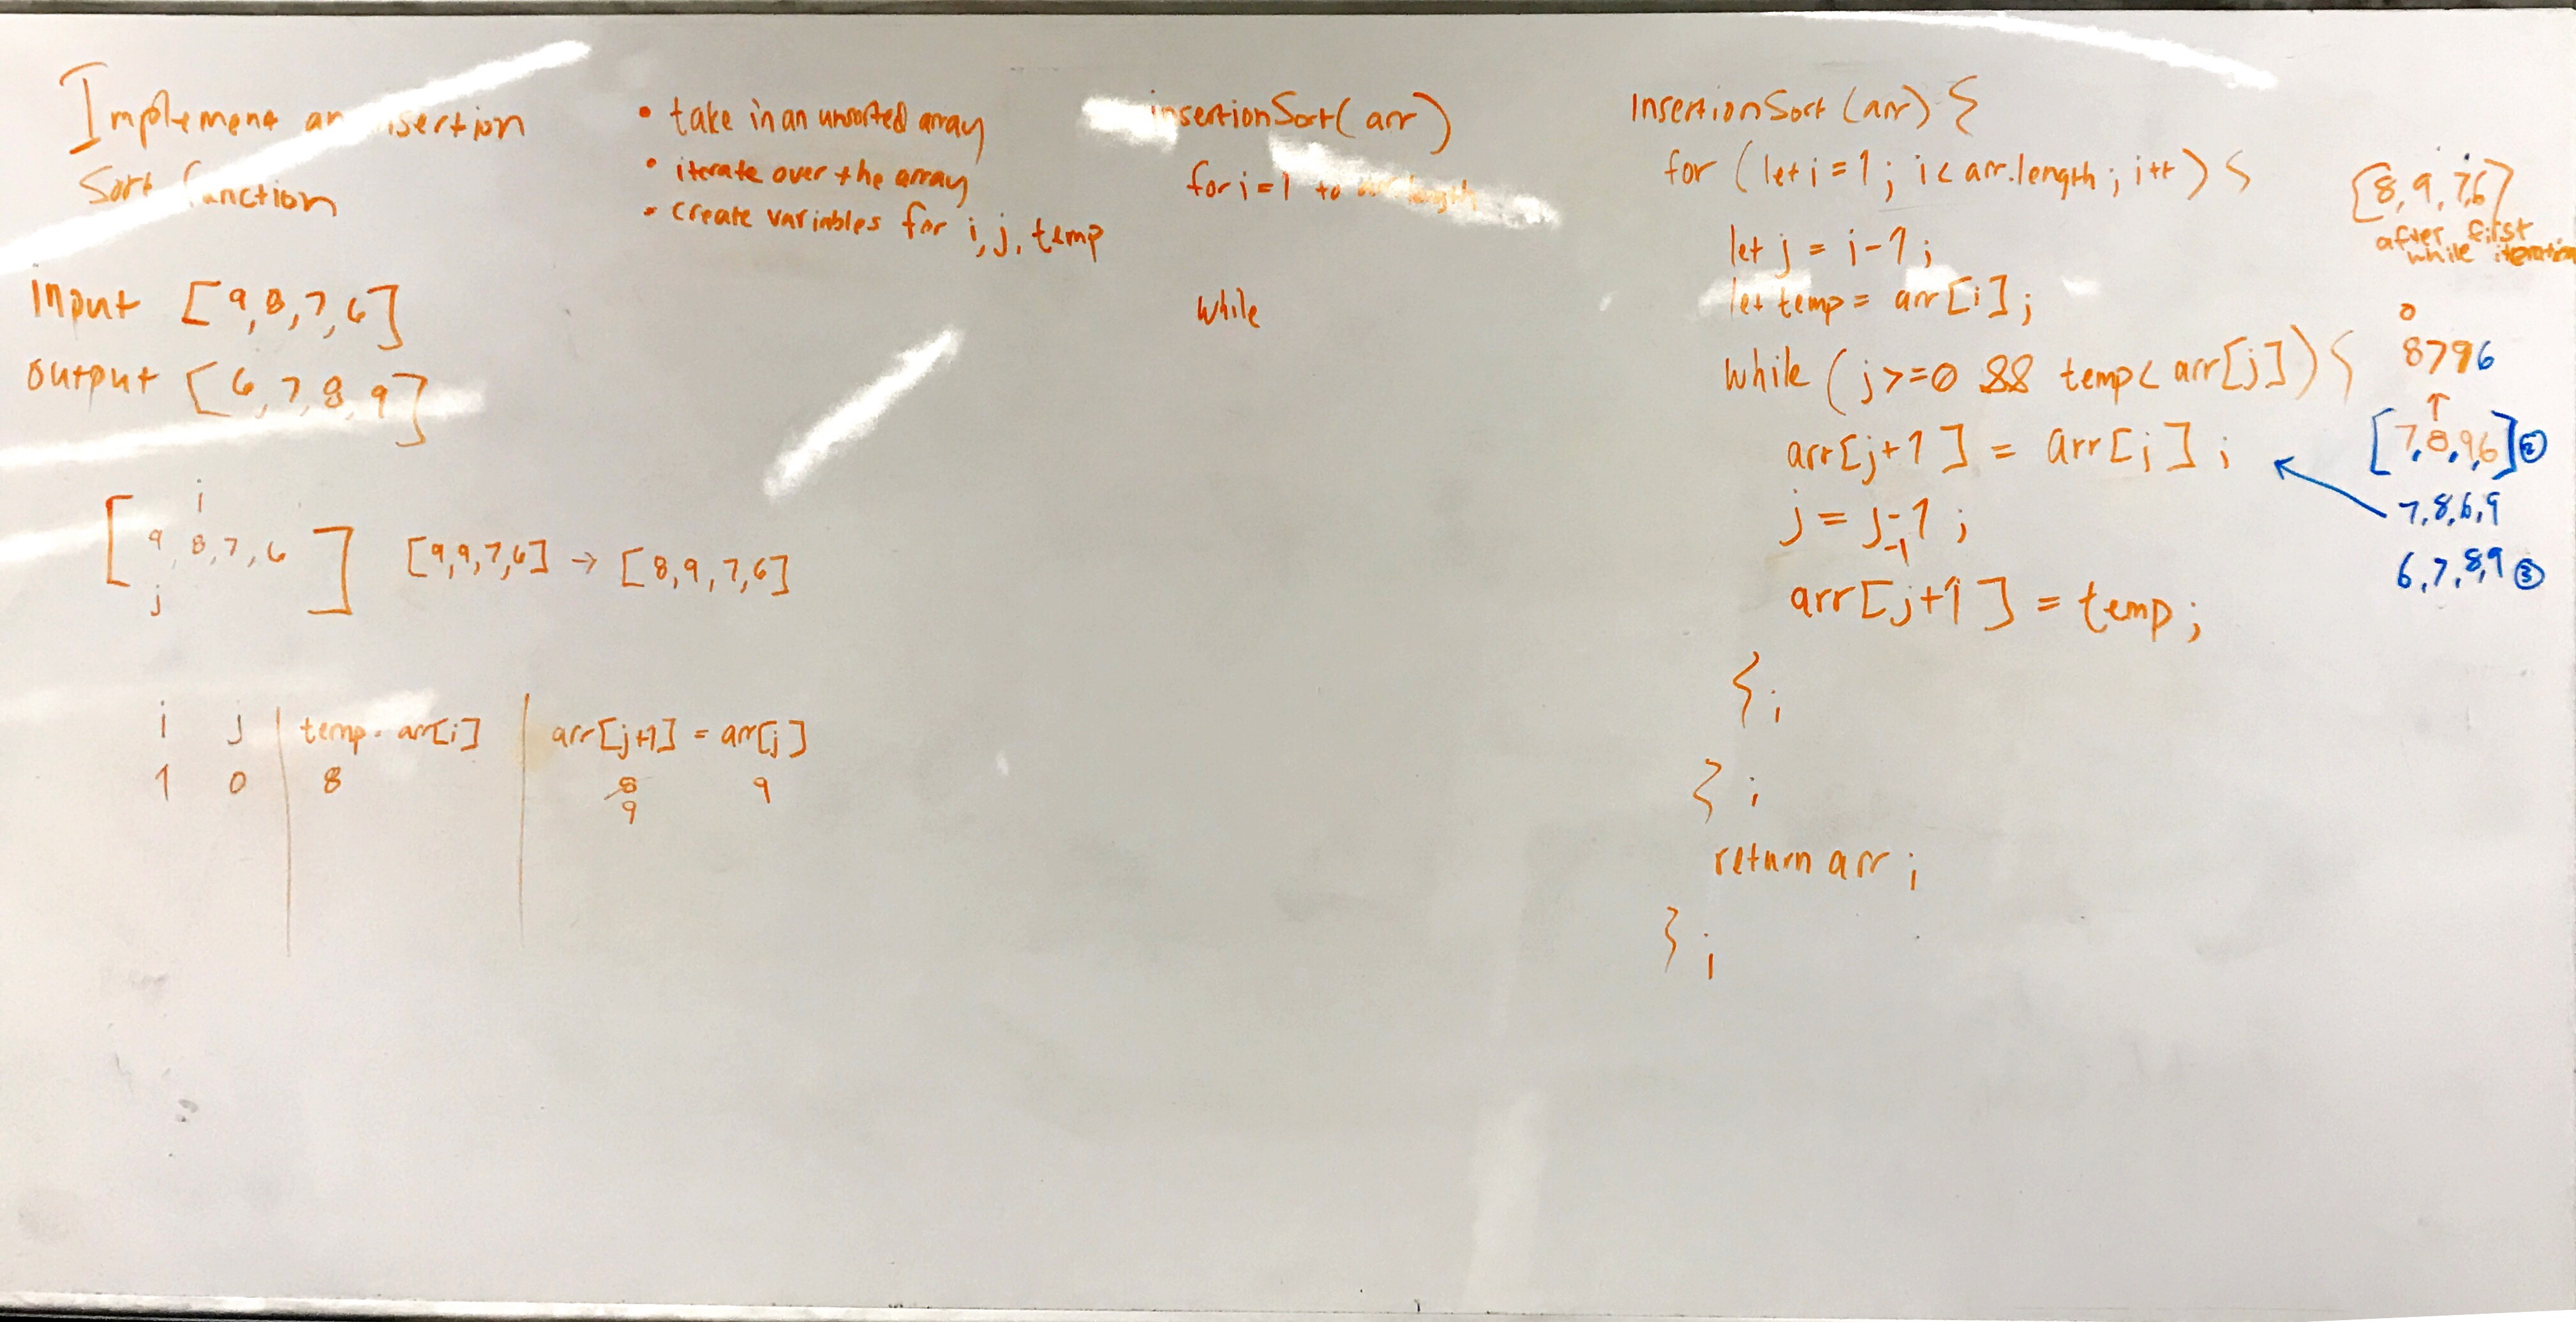 Implement an insertion
Sort function
Input [9,8,7,6]
output [6,7,8,9]
i
[9,8,7,6] [9,9,7,6] → [8,9,7,6]
j
i j temp = arr[i] arr[j+1] = arr[j]
1 0 8 8 9
9
• take in an unsorted array
• iterate over the array
• create variables for i, j, temp
insertionSort(arr)
for i = 1 to arr.length
while
InsertionSort (arr) {
for (let i = 1; i < arr.length; i++) {
let j = i-1;
let temp = arr[i];
while (j >= 0 && temp < arr[j]) {
arr[j+1] = arr[j];
j = j-1;
-1
arr[j+1] = temp;
};
};
return arr;
};
[8,9,7,6]
after first
while iteration
0
8796
↑
[7,8,9,6] ②
7,8,6,9
6,7,8,9 ③